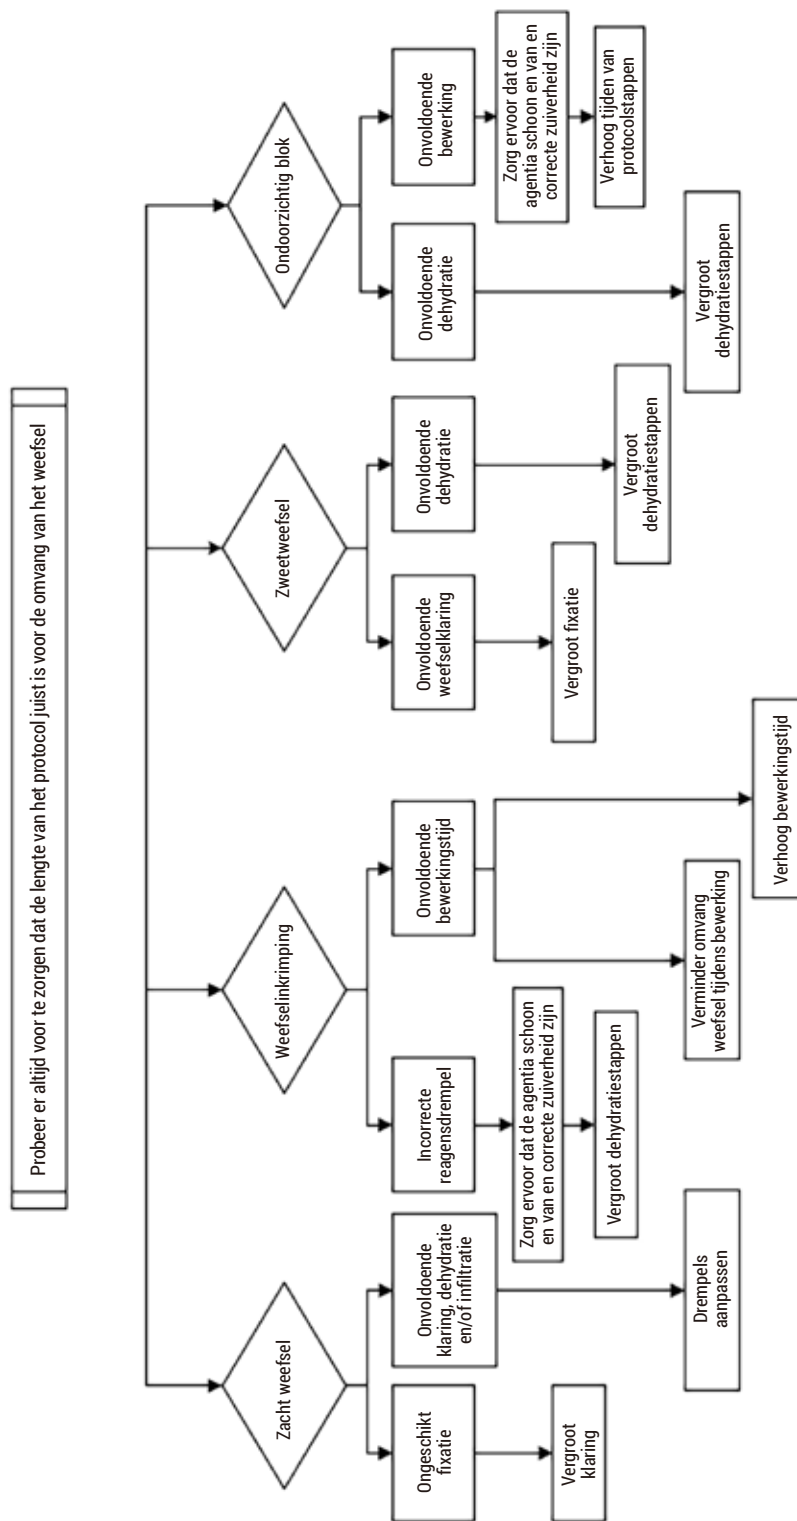 Probeer er altijd voor te zorgen dat de lengte van het protocol juist is voor de omvang van het weefsel
Zacht weefsel
Weefselinkrimping
Zweetweefsel
Ondoorzichtig blok
Ongeschikt
fixatie
Onvoldoende
klaring, dehydratie
en/of infiltratie
Incorrecte
reagensdrempel
Onvoldoende
bewerkingstijd
Onvoldoende
weefselklaring
Onvoldoende
dehydratie
Onvoldoende
dehydratie
Onvoldoende
bewerking
Zorg ervoor dat de agentia schoon
en van en correcte zuiverheid zijn
Zorg ervoor dat de
agentia schoon en van en
correcte zuiverheid zijn
Vergroot
klaring
Vergroot dehydratiestappen
Vergroot fixatie
Verhoog tijden van
protocolstappen
Drempels
aanpassen
Verminder omvang
weefsel tijdens bewerking
Verhoog bewerkingstijd
Vergroot
dehydratiestappen
Vergroot
dehydratiestappen